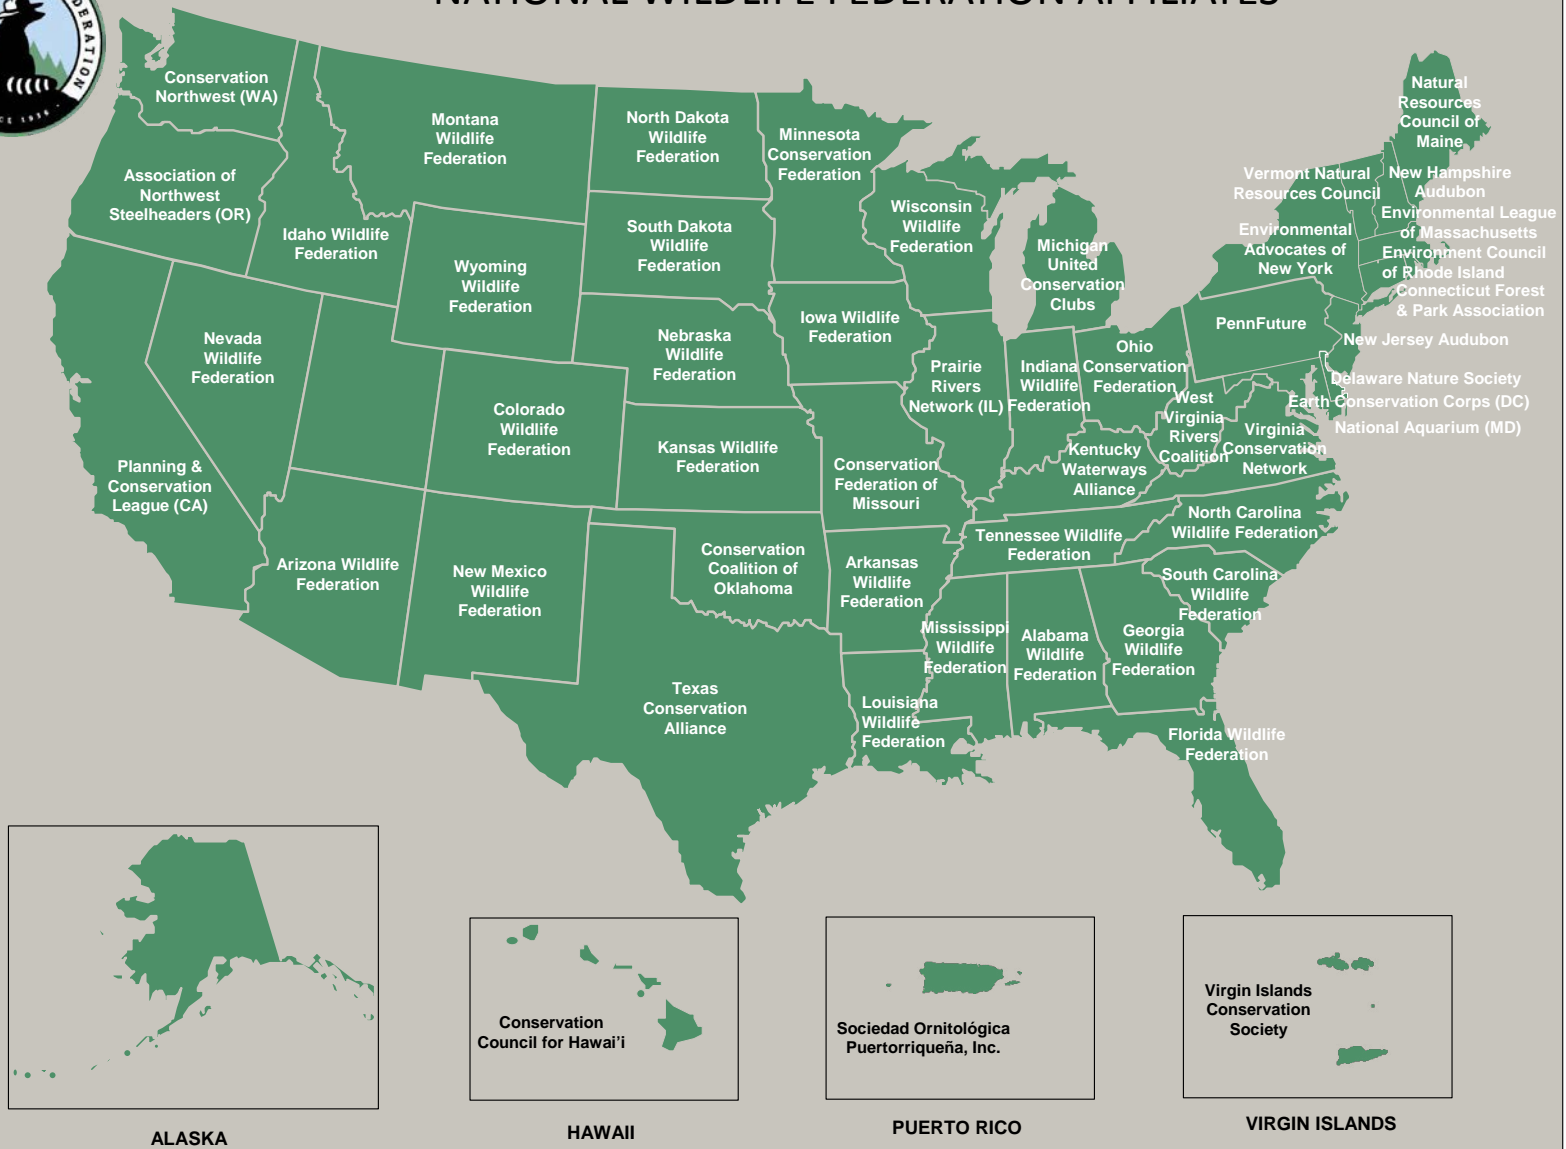 NATIONAL WILDLIFE FEDERATION AFFILIATES
Conservation
Northwest (WA)
Association of
Northwest
Steelheaders (OR)
Idaho Wildlife
Federation
Montana
Wildlife
Federation
Wyoming
Wildlife
Federation
North Dakota
Wildlife
Federation
South Dakota
Wildlife
Federation
Nebraska
Wildlife
Federation
Minnesota
Conservation
Federation
Wisconsin
Wildlife
Federation
Michigan
United
Conservation
Clubs
Iowa Wildlife
Federation
Natural
Resources
Council of
Maine
Vermont Natural
Resources Council
New Hampshire
Audubon
Environmental League
of Massachusetts
Environmental
Advocates of
New York
Environment Council
of Rhode Island
Connecticut Forest
& Park Association
PennFuture
New Jersey Audubon
Delaware Nature Society
Earth Conservation Corps (DC)
National Aquarium (MD)
Nevada
Wildlife
Federation
Planning &
Conservation
League (CA)
Colorado
Wildlife
Federation
Kansas Wildlife
Federation
Conservation
Federation of
Missouri
Prairie
Rivers
Network (IL)
Indiana
Wildlife
Federation
Ohio
Conservation
Federation
West
Virginia
Rivers
Coalition
Virginia
Conservation
Network
Kentucky
Waterways
Alliance
North Carolina
Wildlife Federation
Tennessee Wildlife
Federation
South Carolina
Wildlife
Federation
Arizona Wildlife
Federation
New Mexico
Wildlife
Federation
Conservation
Coalition of
Oklahoma
Arkansas
Wildlife
Federation
Mississippi
Wildlife
Federation
Alabama
Wildlife
Federation
Georgia
Wildlife
Federation
Texas
Conservation
Alliance
Louisiana
Wildlife
Federation
Florida Wildlife
Federation
Conservation
Council for Hawai’i
Sociedad Ornitológica
Puertorriqueña, Inc.
Virgin Islands
Conservation
Society
ALASKA
HAWAII
PUERTO RICO
VIRGIN ISLANDS